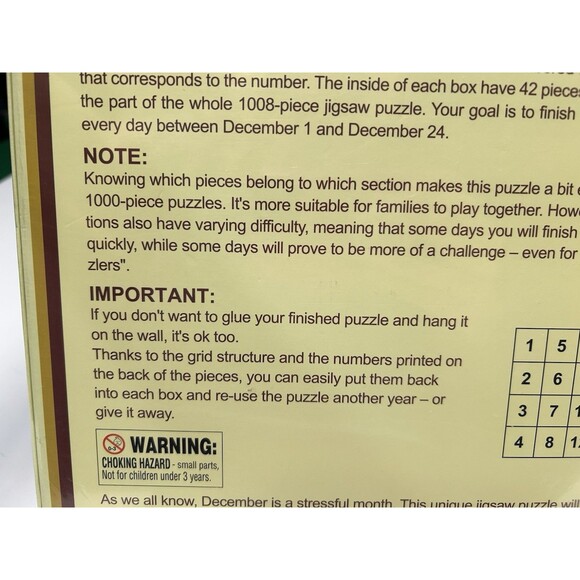 that corresponds to the number. The inside of each box have 42 pieces
the part of the whole 1008-piece jigsaw puzzle. Your goal is to finish
every day between December 1 and December 24.
NOTE:
Knowing which pieces belong to which section makes this puzzle a bit
1000-piece puzzles. It's more suitable for families to play together.
tions also have varying difficulty, meaning that some days you will finish
quickly, while some days will prove to be more of a challenge – even for
zlers".
IMPORTANT:
If you don't want to glue your finished puzzle and hang it
on the wall, it's ok too.
Thanks to the grid structure and the numbers printed on
the back of the pieces, you can easily put them back
into each box and re-use the puzzle another year – or
give it away.
1 5
2 6
3 7
4 8
WARNING:
CHOKING HAZARD - small parts,
Not for children under 3 years.
As we all know, December is a stressful month. This unique jigsaw puzzle will